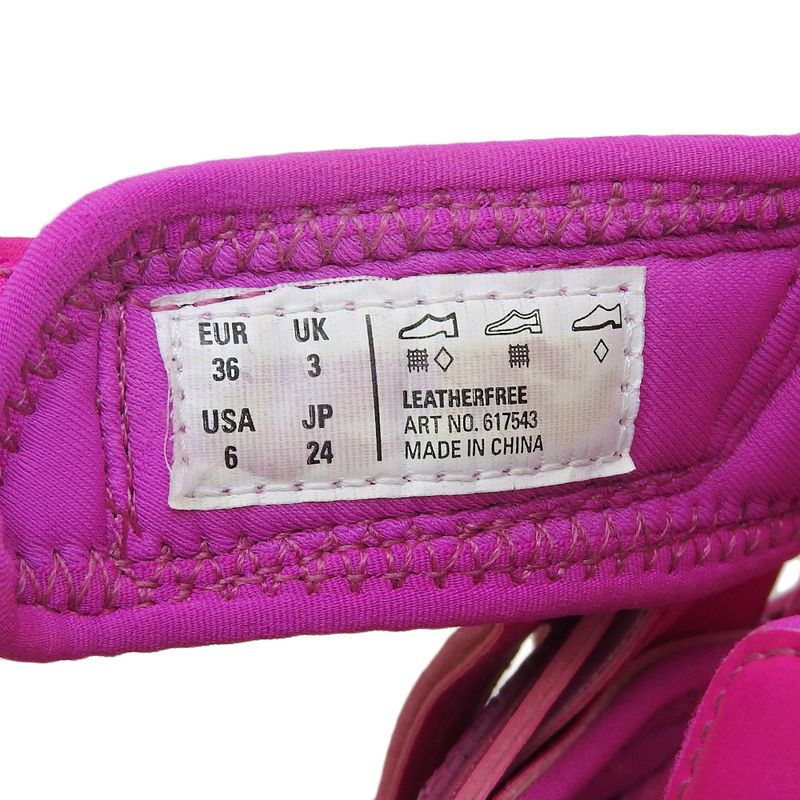 EUR UK
36 3
USA JP
6 24
LEATHERFREE
ART NO. 617543
MADE IN CHINA